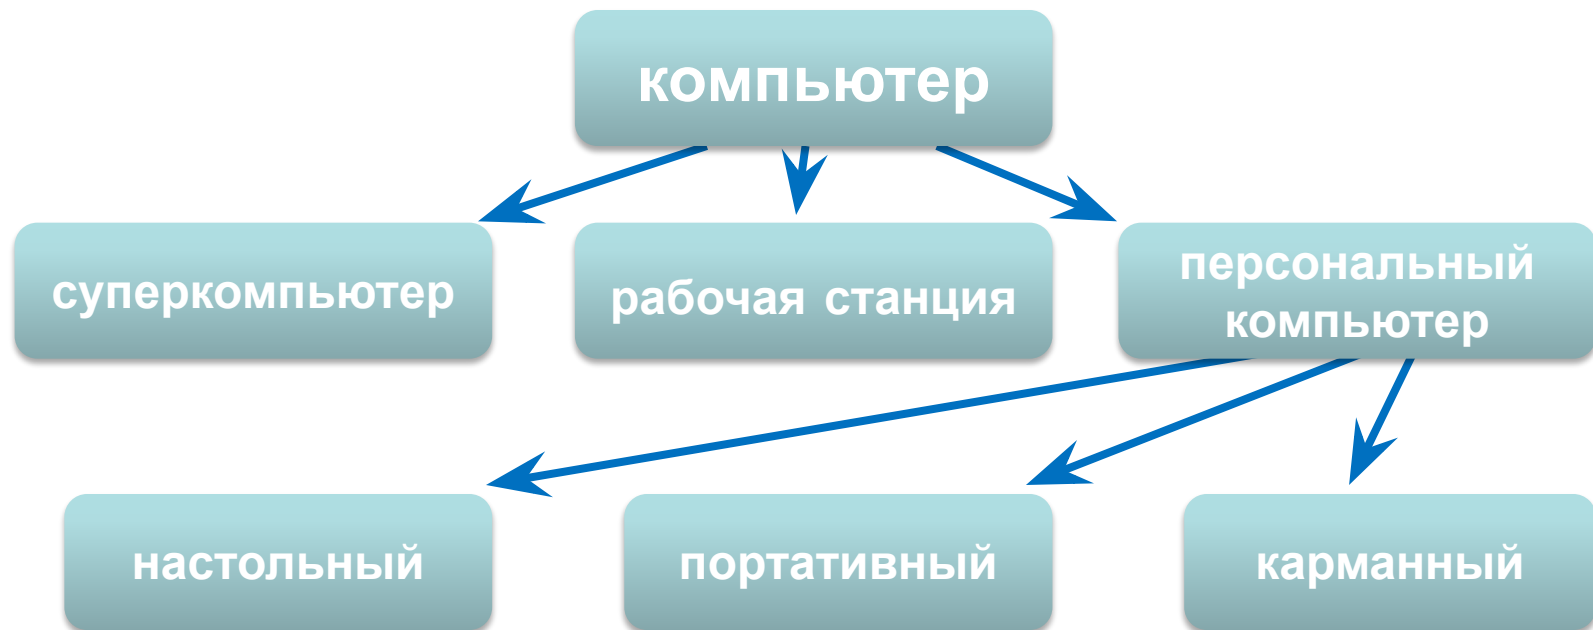 компьютер
суперкомпьютер
рабочая станция
персональный
компьютер
настольный
портативный
карманный